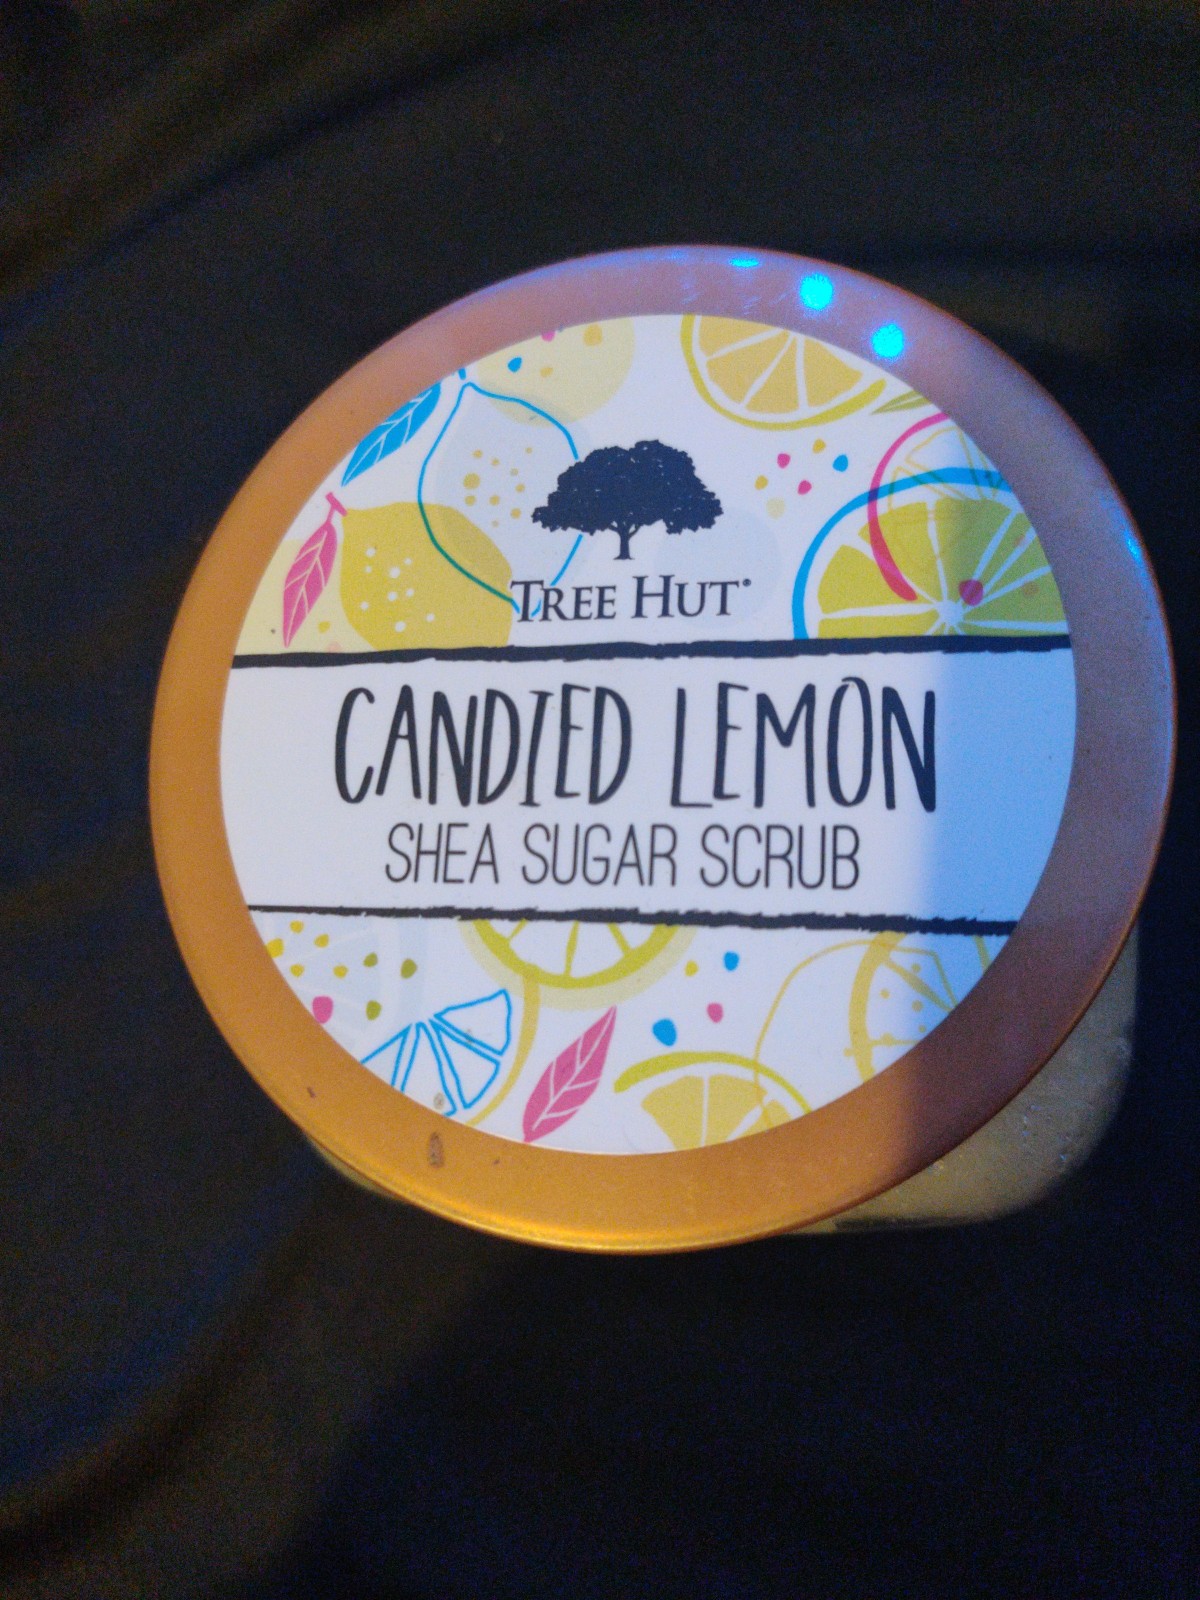 TREE HUT®
CANDIED LEMON
SHEA SUGAR SCRUB